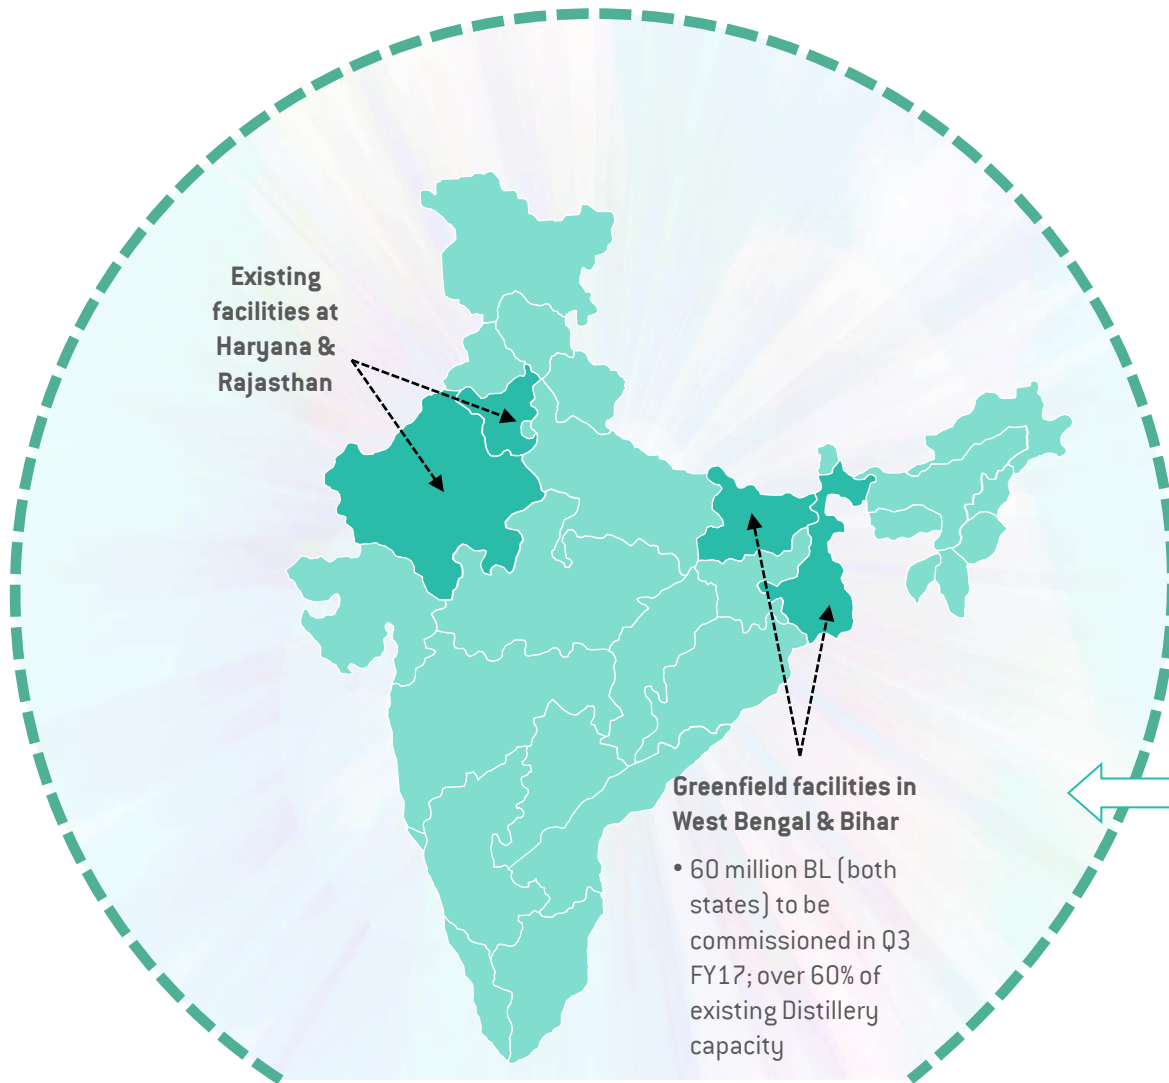 Existing
facilities at
Haryana &
Rajasthan
Greenfield facilities in
West Bengal & Bihar
• 60 million BL (both
states) to be
commissioned in Q3
FY17; over 60% of
existing Distillery
capacity